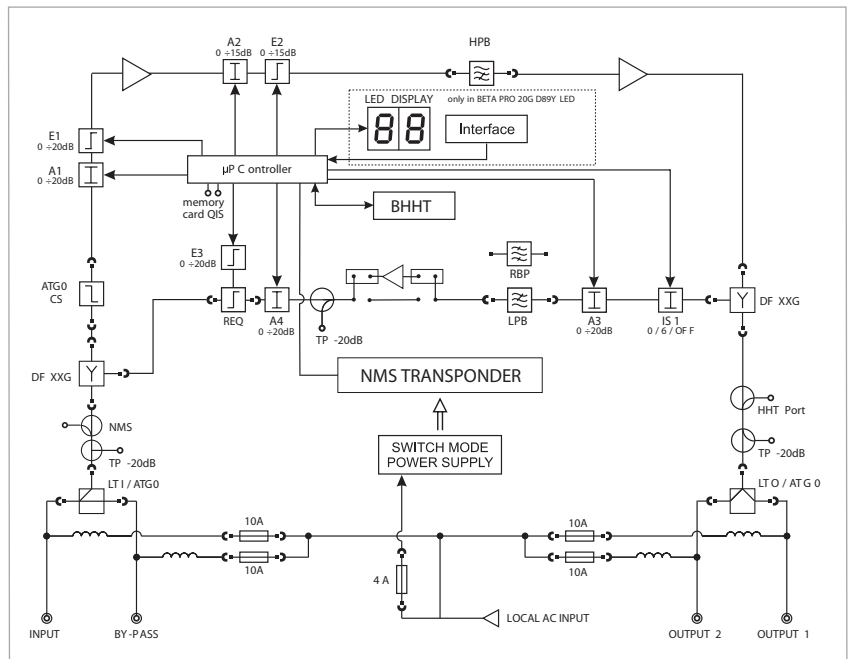 A2
0 ÷15dB
E2
0 ÷15dB
HPB
LED DISPLAY
only in BETA PRO 20G D89Y LED
88
Interface
E1
0 ÷20dB
A1
0 ÷20dB
µP C ontroller
memory
card QIS
BHHT
E3
0 ÷20dB
RBP
ATG0
CS
REQ
A4
0 ÷20dB
TP -20dB
LPB
A3
0 ÷20dB
IS 1
0 / 6 / OF F
DF XXG
DF XXG
NMS TRANSPONDER
NMS
HHT Port
TP -20dB
TP -20dB
SWITCH MODE
POWER SUPPLY
LT I / ATG0
LT O / ATG 0
10A
10A
10A
10A
4 A
LOCAL AC INPUT
INPUT
BY-PASS
OUTPUT 2
OUTPUT 1